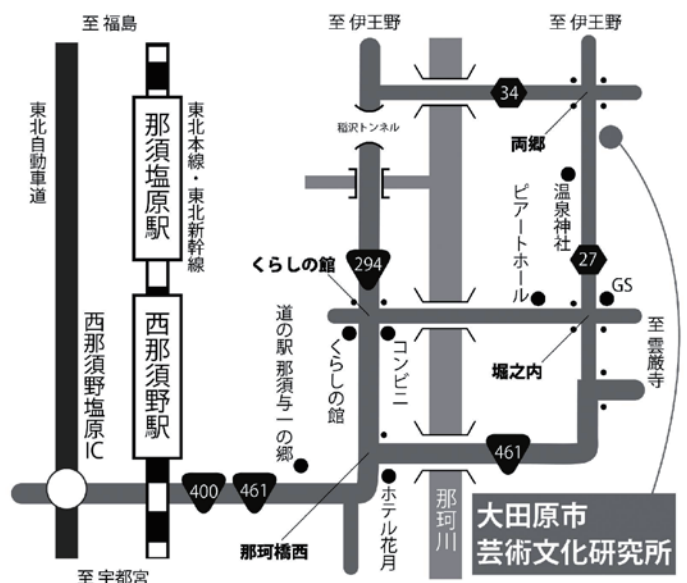 至 福島
至 伊王野
至 伊王野
東北自動車道
那須塩原駅
東北本線・東北新幹線
稲沢トンネル
34
両郷
温泉神社
ピアートホール
27
GS
くらしの館
294
西那須野塩原IC
西那須野駅
道の駅 那須与一の郷
くらしの館
コンビニ
堀之内
至 雲厳寺
400
461
461
那珂橋西
ホテル花月
那珂川
大田原市
芸術文化研究所
至 宇都宮